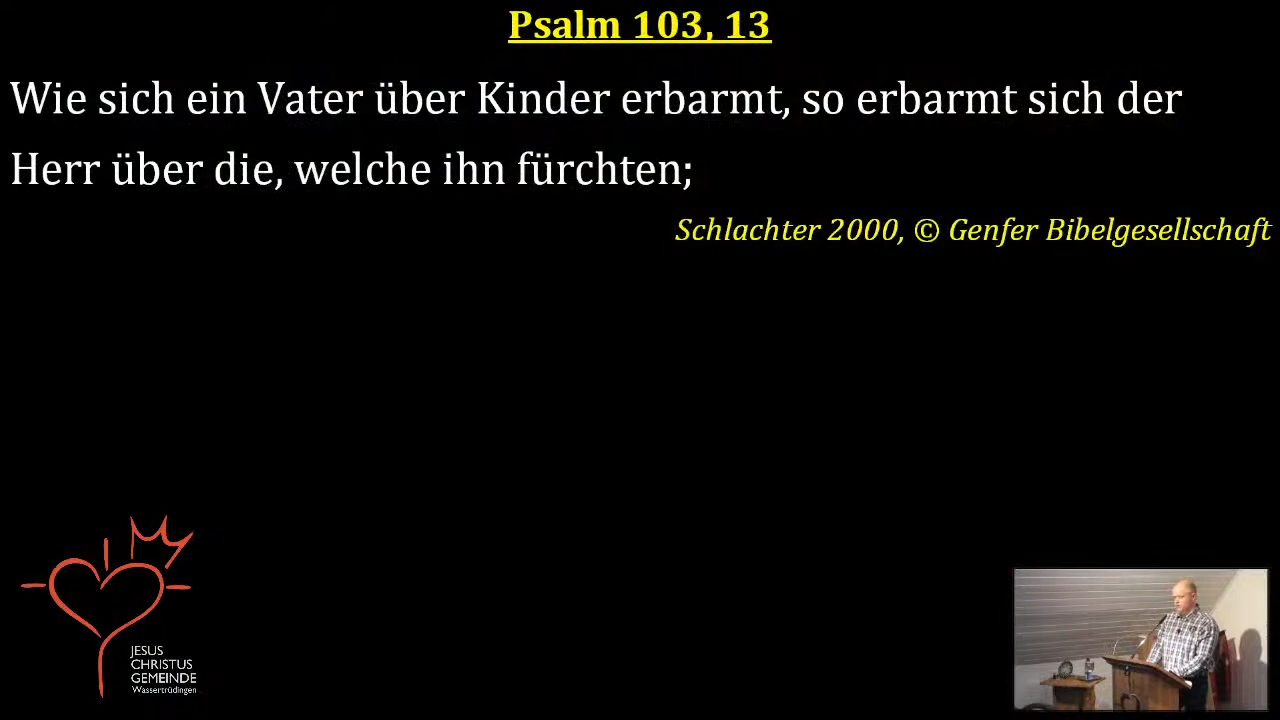 Psalm 103, 13
Wie sich ein Vater über Kinder erbarmt, so erbarmt sich der
Herr über die, welche ihn fürchten;
Schlachter 2000, © Genfer Bibelgesellschaft
JESUS
CHRISTUS
GEMEINDE
Wassertrüdingen